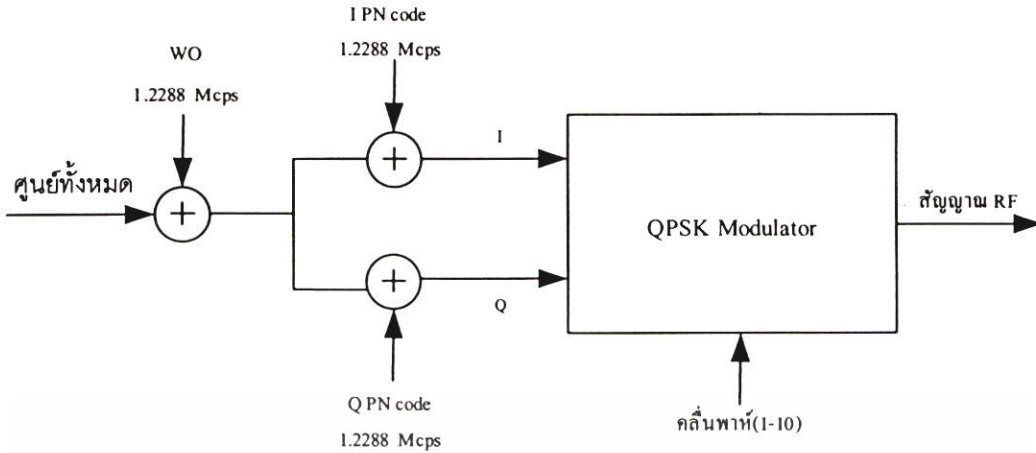 I PN code
1.2288 Mcps
WO
1.2288 Mcps
I
ศูนย์ทั้งหมด
+
+
QPSK Modulator
สัญญาณ RF
+
Q
Q PN code
1.2288 Mcps
คลื่นพาห์(1-10)